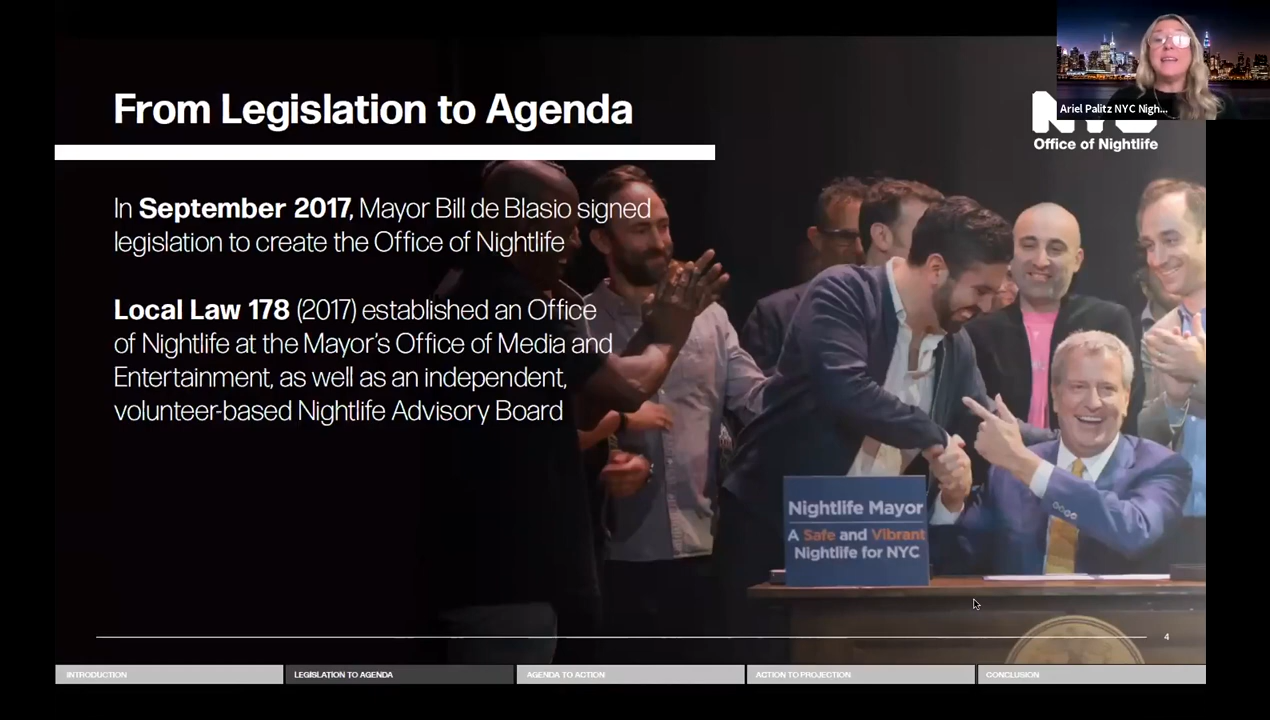 Ariel Palitz NYC Nigh...
From Legislation to Agenda
Office of Nightlife
In September 2017, Mayor Bill de Blasio signed
legislation to create the Office of Nightlife
Local Law 178 (2017) established an Office
of Nightlife at the Mayor's Office of Media and
Entertainment, as well as an independent,
volunteer-based Nightlife Advisory Board
Nightlife Mayor
A Safe and Vibrant
Nightlife for NYC
4
INTRODUCTION
LEGISLATION TO AGENDA
AGENDA TO ACTION
ACTION TO PROJECTION
CONCLUSION